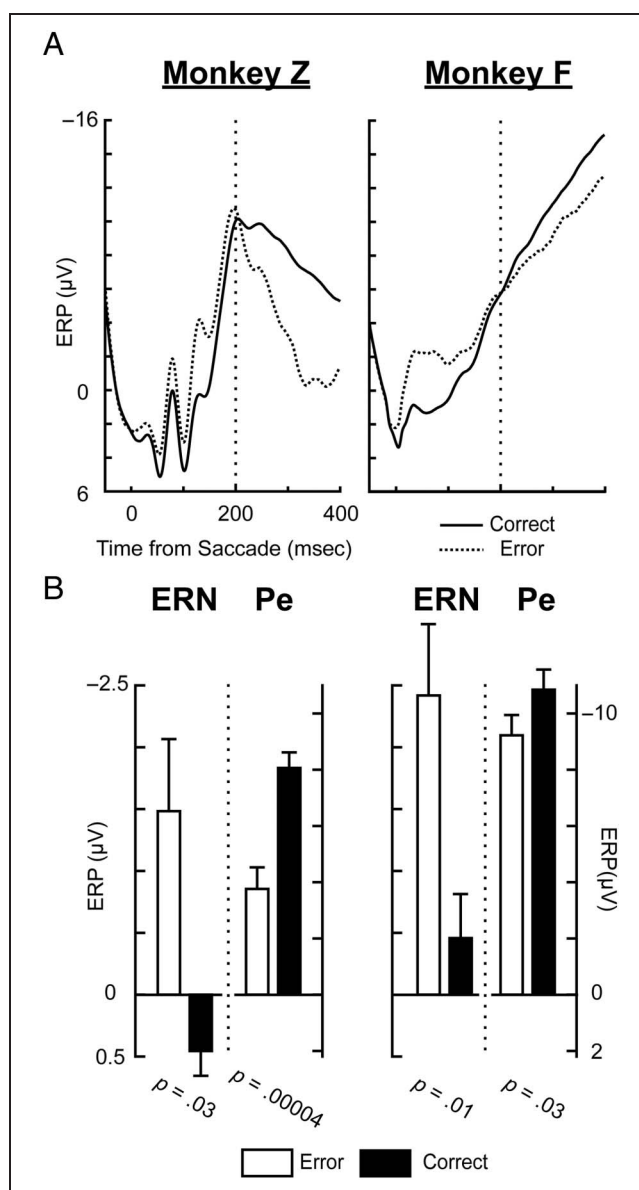 A
Monkey Z Monkey F
−16
ERP (µV)
0
6
0 200 400
Time from Saccade (msec)
Correct
Error
B
ERN Pe ERN Pe
−2.5
−10
ERP (µV)
ERP(µV)
0 0
0.5 2
p = .03 p = .00004 p = .01 p = .03
Error Correct